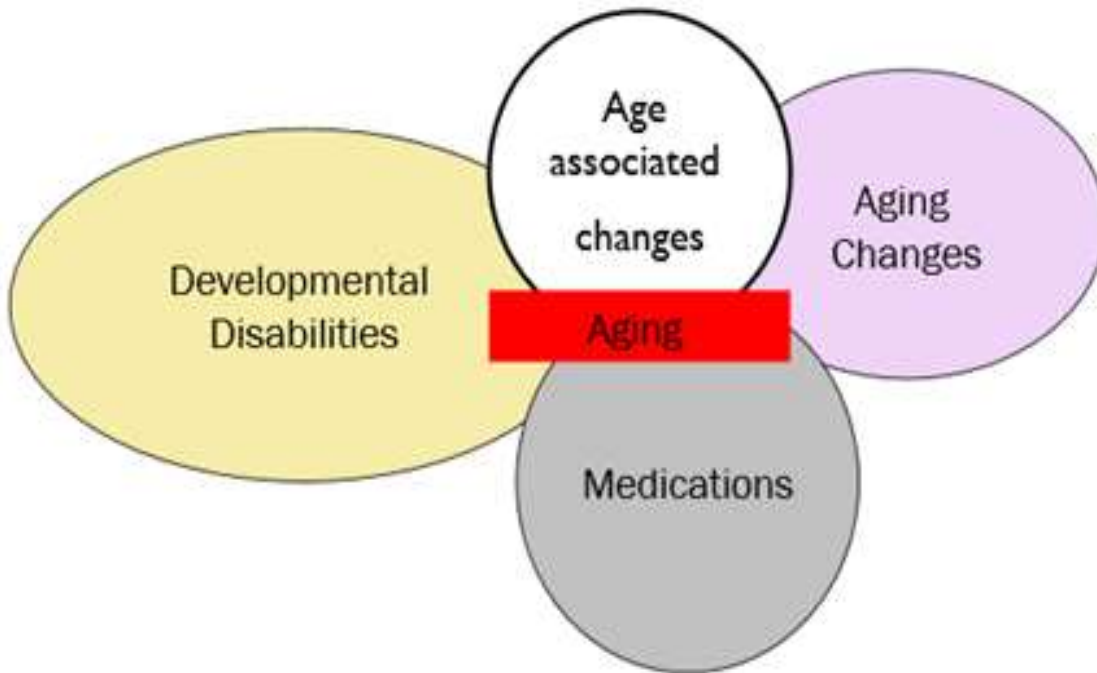 Age
associated
changes
Aging
Changes
Developmental
Disabilities
Aging
Medications